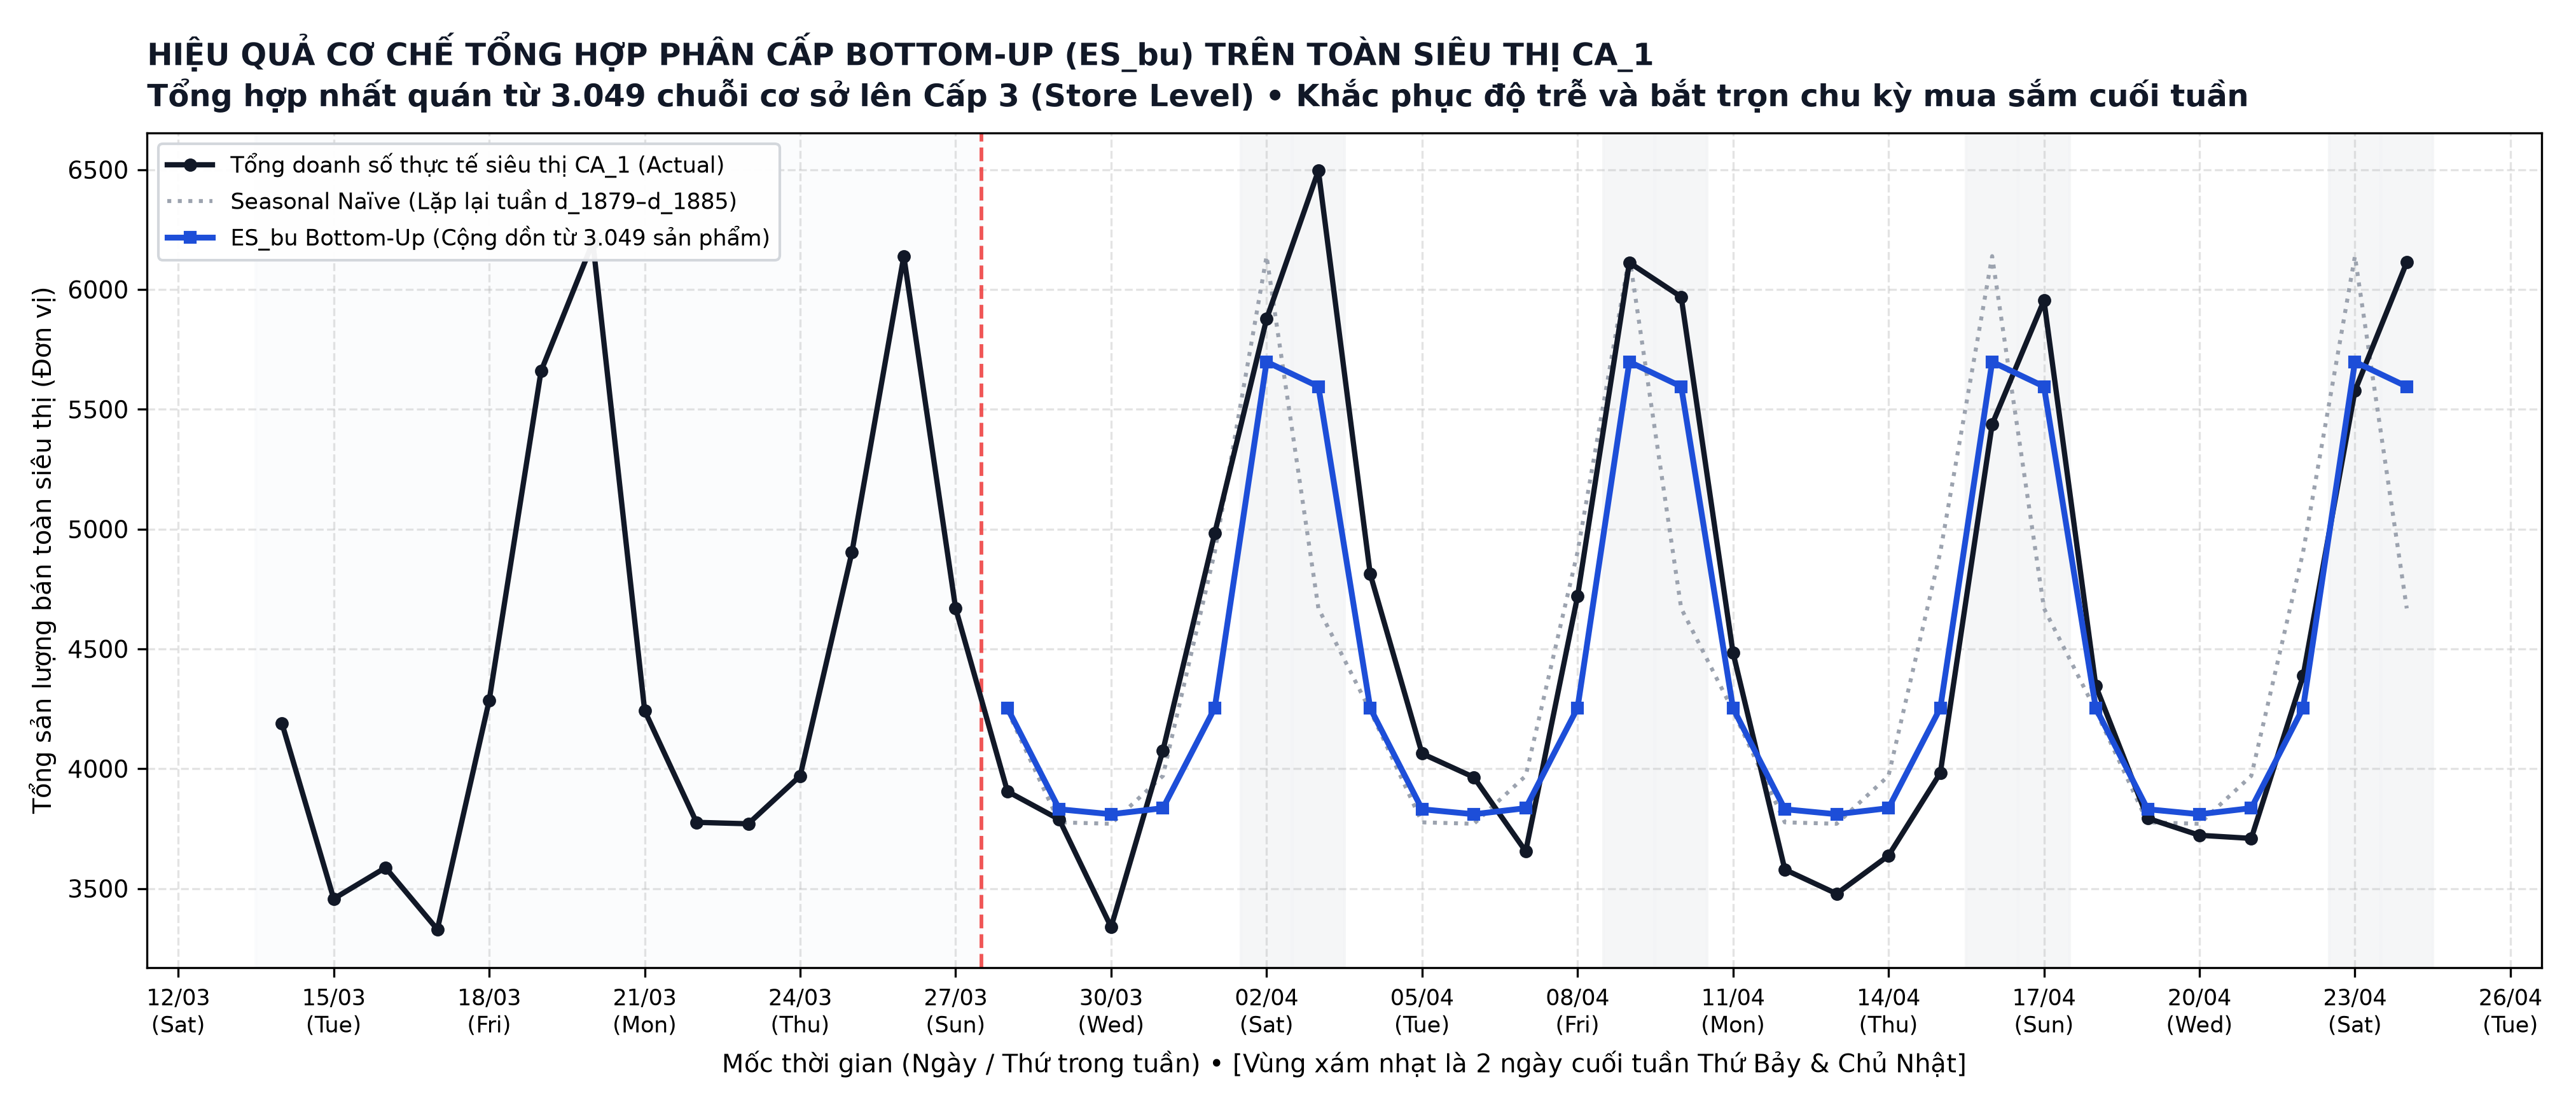 HIỆU QUẢ CƠ CHẾ TỔNG HỢP PHÂN CẤP BOTTOM-UP (ES_bu) TRÊN TOÀN SIÊU THỊ CA_1
Tổng hợp nhất quán từ 3.049 chuỗi cơ sở lên Cấp 3 (Store Level) • Khắc phục độ trễ và bắt trọn chu kỳ mua sắm cuối tuần
Tổng doanh số thực tế siêu thị CA_1 (Actual)
Seasonal Naïve (Lặp lại tuần d_1879–d_1885)
ES_bu Bottom-Up (Cộng dồn từ 3.049 sản phẩm)
Tổng sản lượng bán toàn siêu thị (Đơn vị)
6500
6000
5500
5000
4500
4000
3500
12/03 15/03 18/03 21/03 24/03 27/03 30/03 02/04 05/04 08/04 11/04 14/04 17/04 20/04 23/04 26/04
(Sat) (Tue) (Fri) (Mon) (Thu) (Sun) (Wed) (Sat) (Tue) (Fri) (Mon) (Thu) (Sun) (Wed) (Sat) (Tue)
Mốc thời gian (Ngày / Thứ trong tuần) • [Vùng xám nhạt là 2 ngày cuối tuần Thứ Bảy & Chủ Nhật]